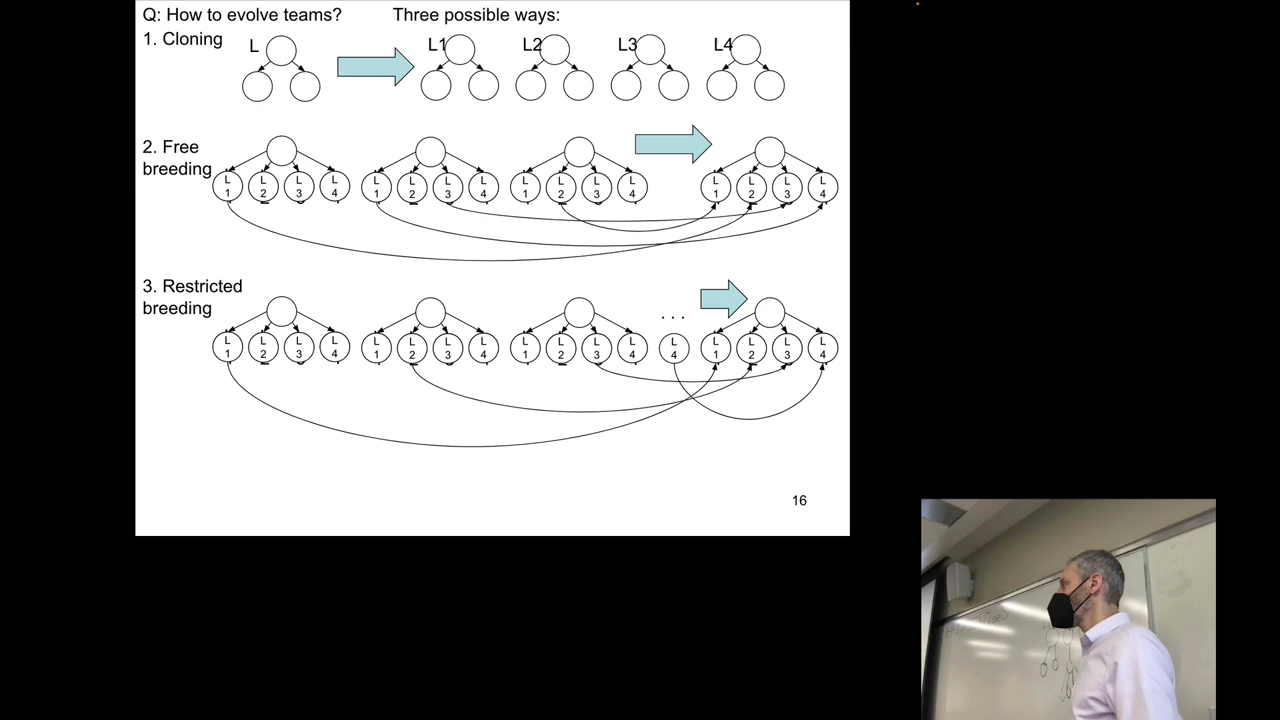 Q: How to evolve teams?
Three possible ways:
1. Cloning
L
L1
L2
L3
L4
2. Free
breeding
L
1
L
2
L
3
L
4
L
1
L
2
L
3
L
4
L
1
L
2
L
3
L
4
L
1
L
2
L
3
L
4
3. Restricted
breeding
. . .
L
1
L
2
L
3
L
4
L
1
L
2
L
3
L
4
L
1
L
2
L
3
L
4
L
4
L
1
L
2
L
3
L
4
16